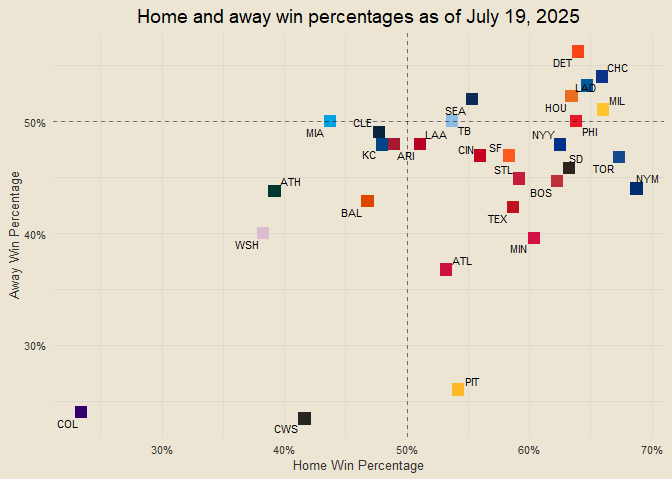 Home and away win percentages as of July 19, 2025
DET
CHC
LAD
HOU
MIL
SEA
50%
MIA
CLE
TB
PHI
LAA
NYY
KC
ARI
CIN
SF
SD
TOR
STL
ATH
BOS
NYM
BAL
TEX
40%
WSH
MIN
ATL
30%
PIT
COL
CWS
30%
40%
50%
60%
70%
Home Win Percentage
Away Win Percentage